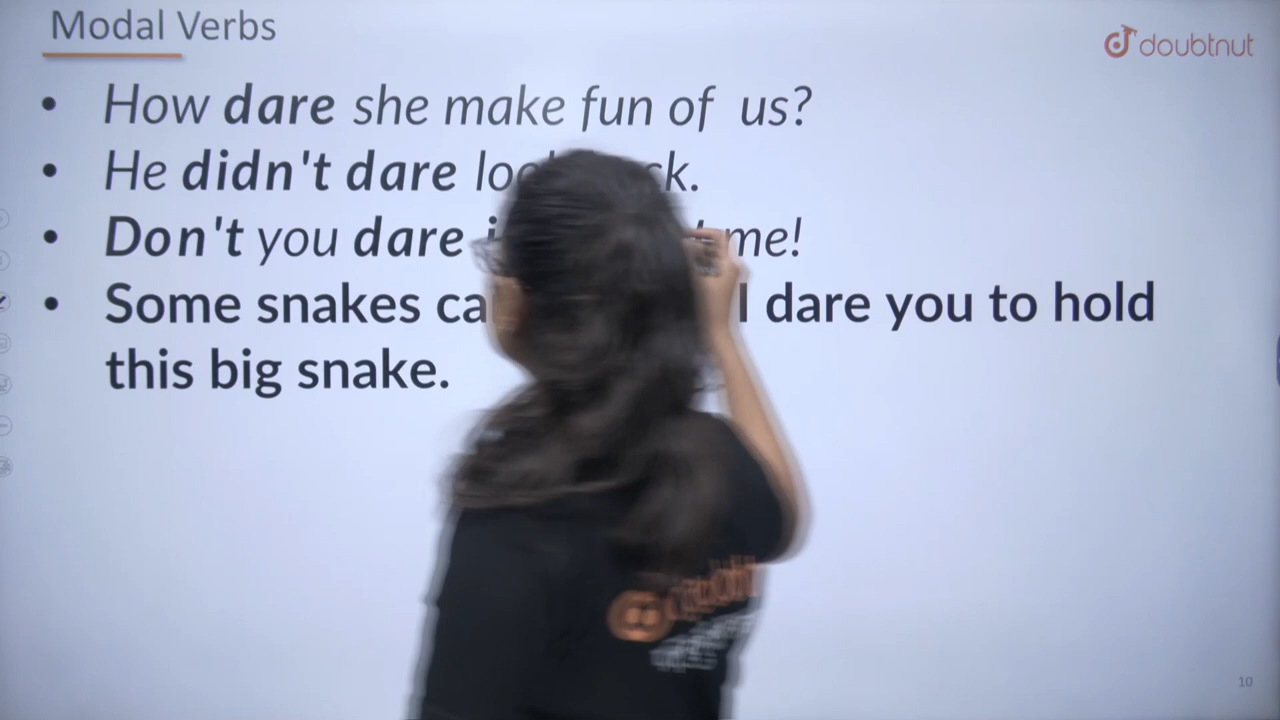 Modal Verbs
doubtnut
How dare she make fun of us?
He didn't dare
Don't you dare me!
Some snakes I dare you to hold
this big snake.
10